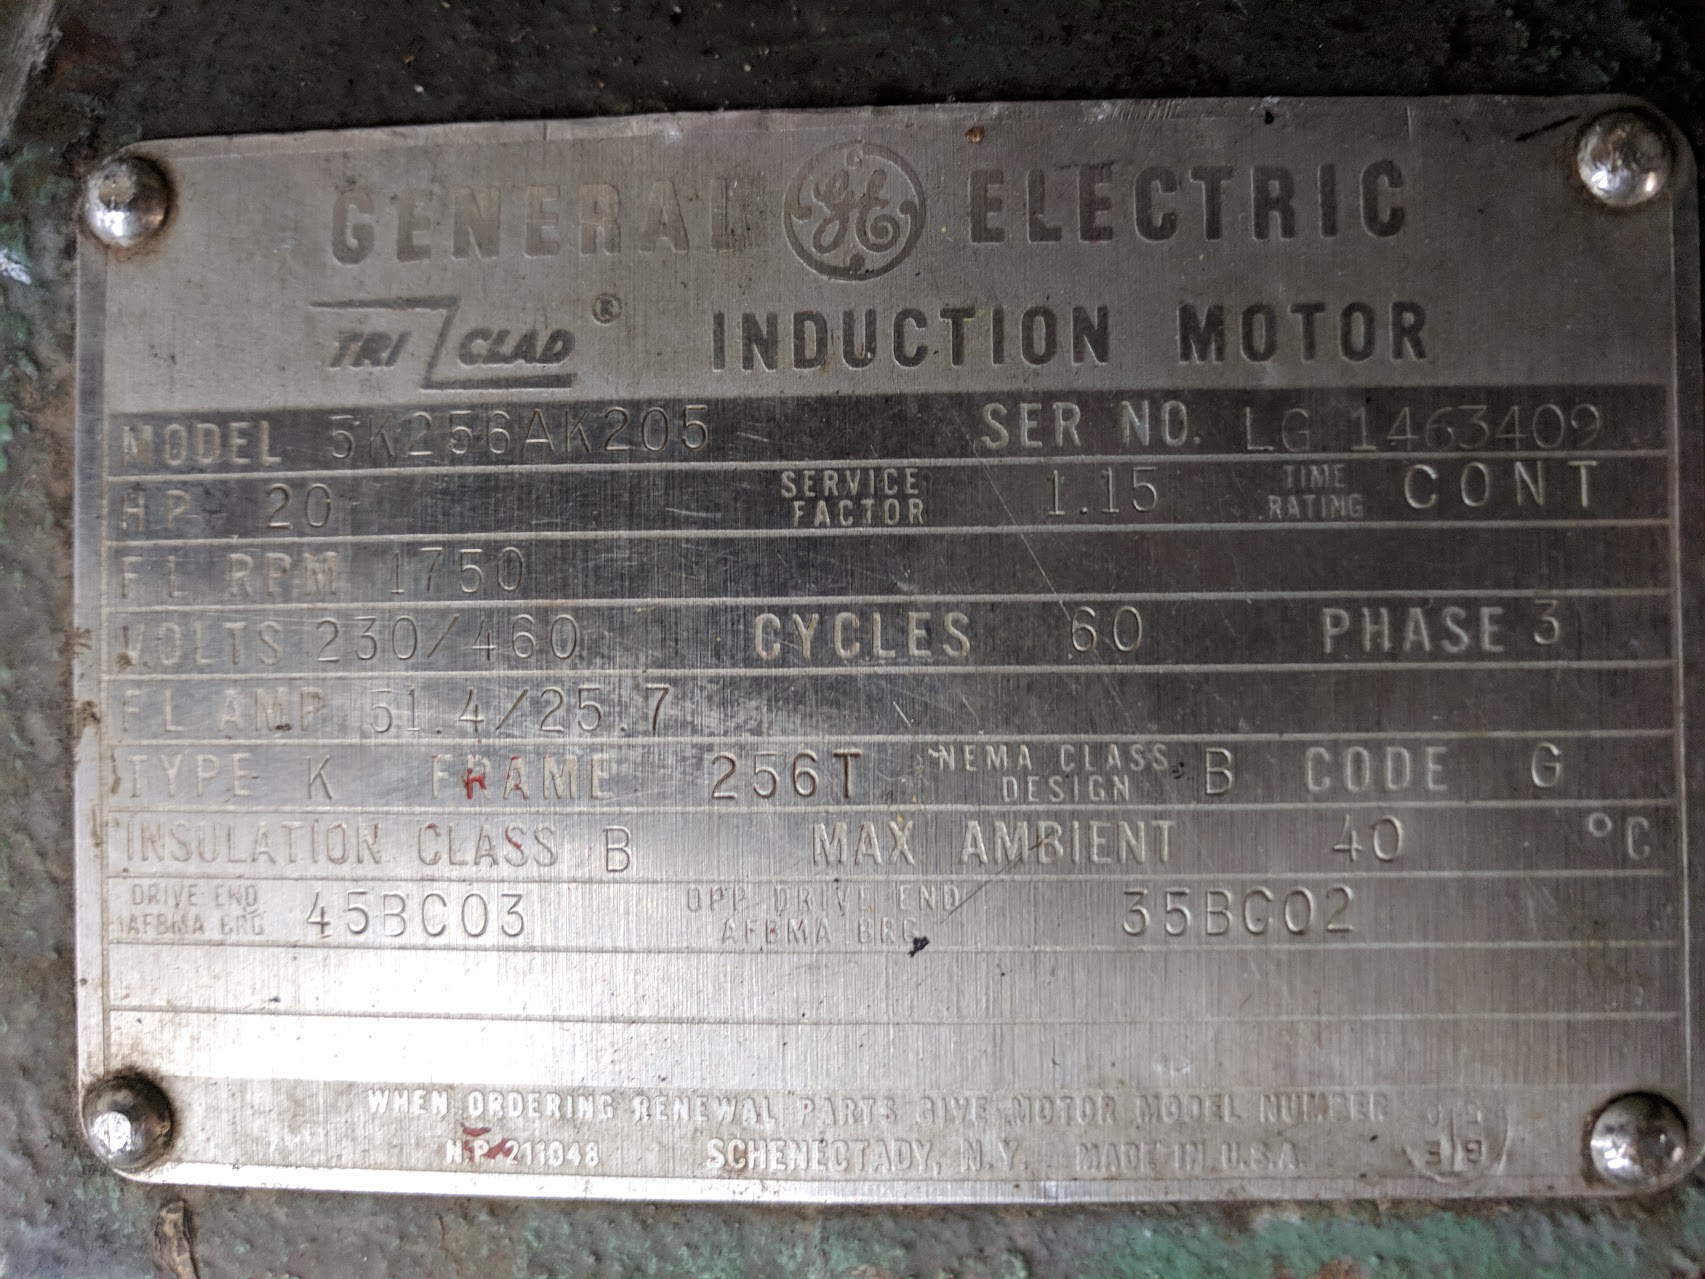 GENERAL GE ELECTRIC
TRI CLAD ® INDUCTION MOTOR
MODEL 5K256AK205 SER NO. LG 1463409
HP 20 SERVICE FACTOR 1.15 TIME RATING CONT
FL RPM 1750
VOLTS 230/460 CYCLES 60 PHASE 3
FL AMP 51.4/25.7
TYPE K FRAME 256T NEMA CLASS DESIGN B CODE G
INSULATION CLASS B MAX AMBIENT 40 °C
DRIVE END AFBMA BRG 45BC03 OPP DRIVE END AFBMA BRG 35BC02
WHEN ORDERING RENEWAL PARTS GIVE MOTOR MODEL NUMBER
N.P. 211048 SCHENECTADY, N.Y. MADE IN U.S.A.